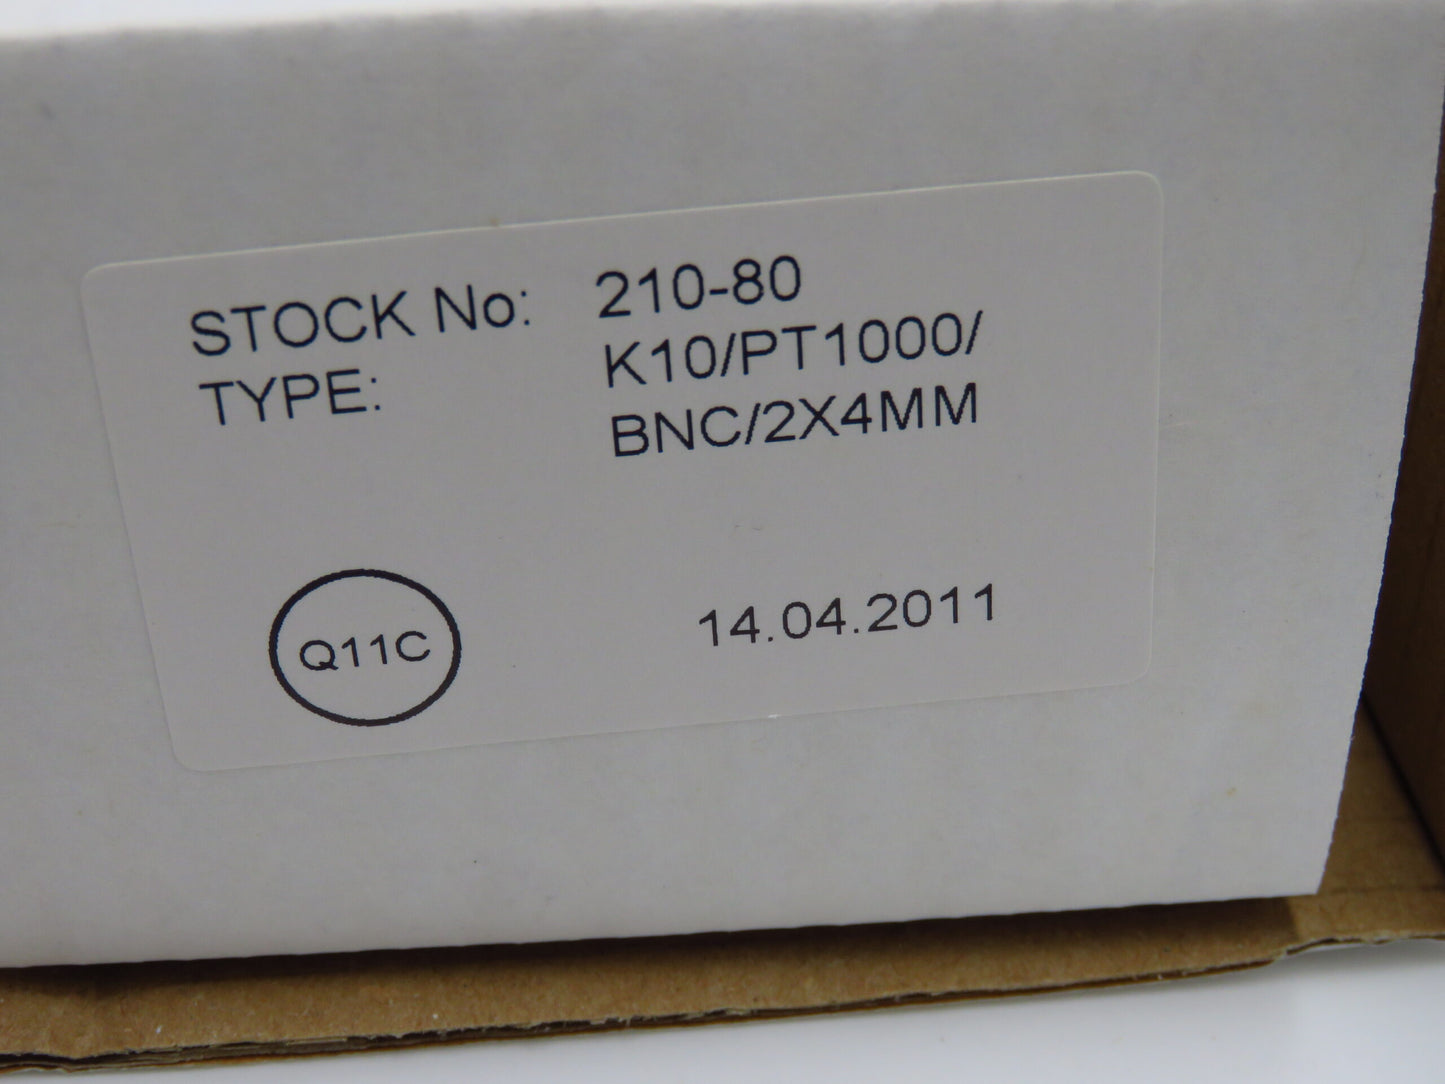 STOCK No: 210-80
TYPE: K10/PT1000/
BNC/2X4MM
Q11C 14.04.2011